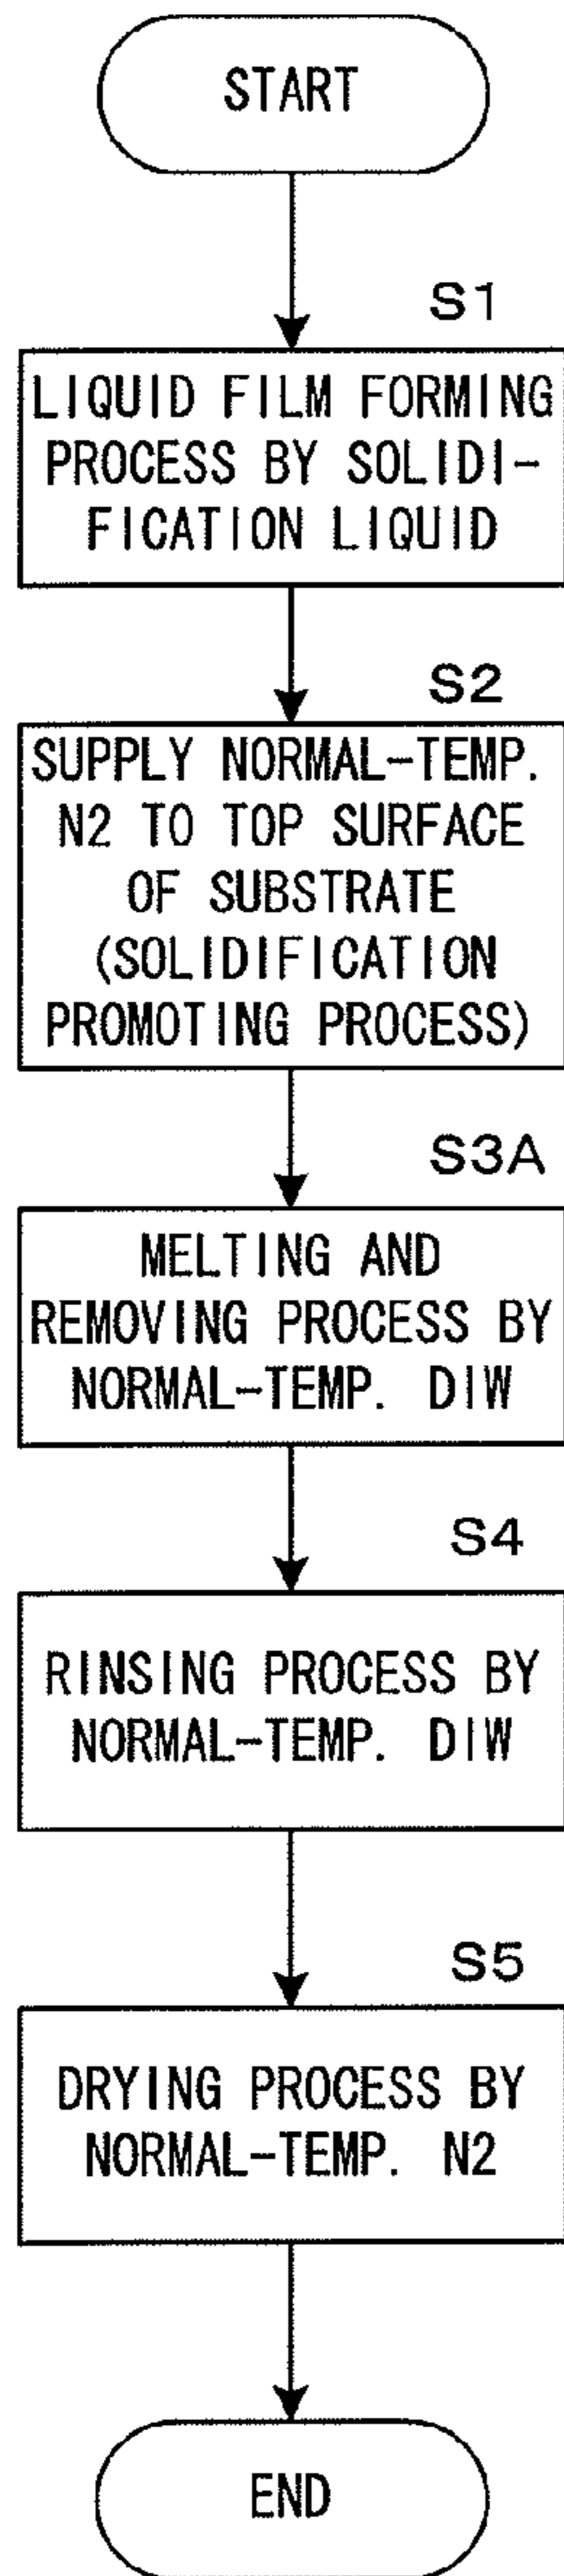 START
S1
LIQUID FILM FORMING
PROCESS BY SOLIDI-
FICATION LIQUID
S2
SUPPLY NORMAL-TEMP.
N2 TO TOP SURFACE
OF SUBSTRATE
(SOLIDIFICATION
PROMOTING PROCESS)
S3A
MELTING AND
REMOVING PROCESS BY
NORMAL-TEMP. DIW
S4
RINSING PROCESS BY
NORMAL-TEMP. DIW
S5
DRYING PROCESS BY
NORMAL-TEMP. N2
END